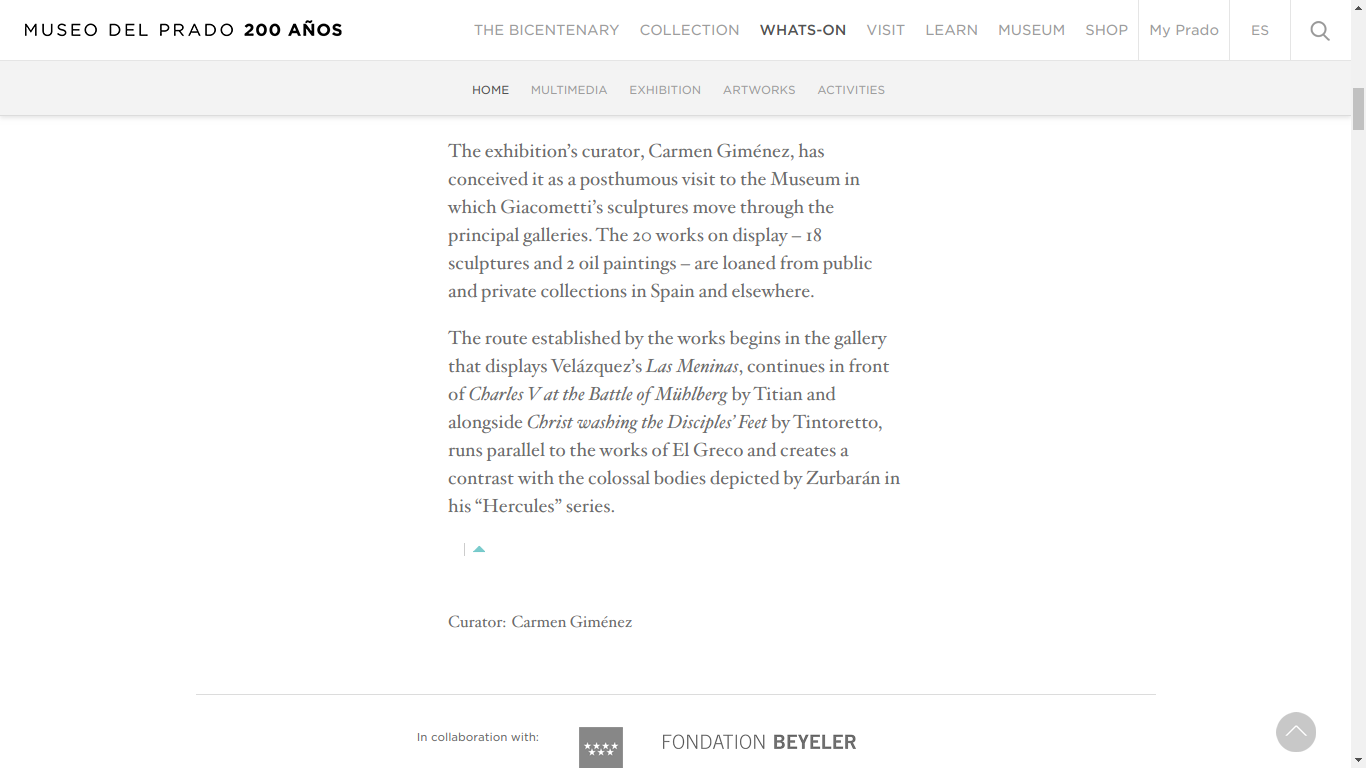 MUSEO DEL PRADO 200 AÑOS
THE BICENTENARY COLLECTION WHATS-ON VISIT LEARN MUSEUM SHOP My Prado ES
HOME MULTIMEDIA EXHIBITION ARTWORKS ACTIVITIES
The exhibition’s curator, Carmen Giménez, has
conceived it as a posthumous visit to the Museum in
which Giacometti’s sculptures move through the
principal galleries. The 20 works on display – 18
sculptures and 2 oil paintings – are loaned from public
and private collections in Spain and elsewhere.
The route established by the works begins in the gallery
that displays Velázquez’s Las Meninas, continues in front
of Charles V at the Battle of Mühlberg by Titian and
alongside Christ washing the Disciples’ Feet by Tintoretto,
runs parallel to the works of El Greco and creates a
contrast with the colossal bodies depicted by Zurbarán in
his “Hercules” series.
Curator: Carmen Giménez
In collaboration with:
FONDATION BEYELER